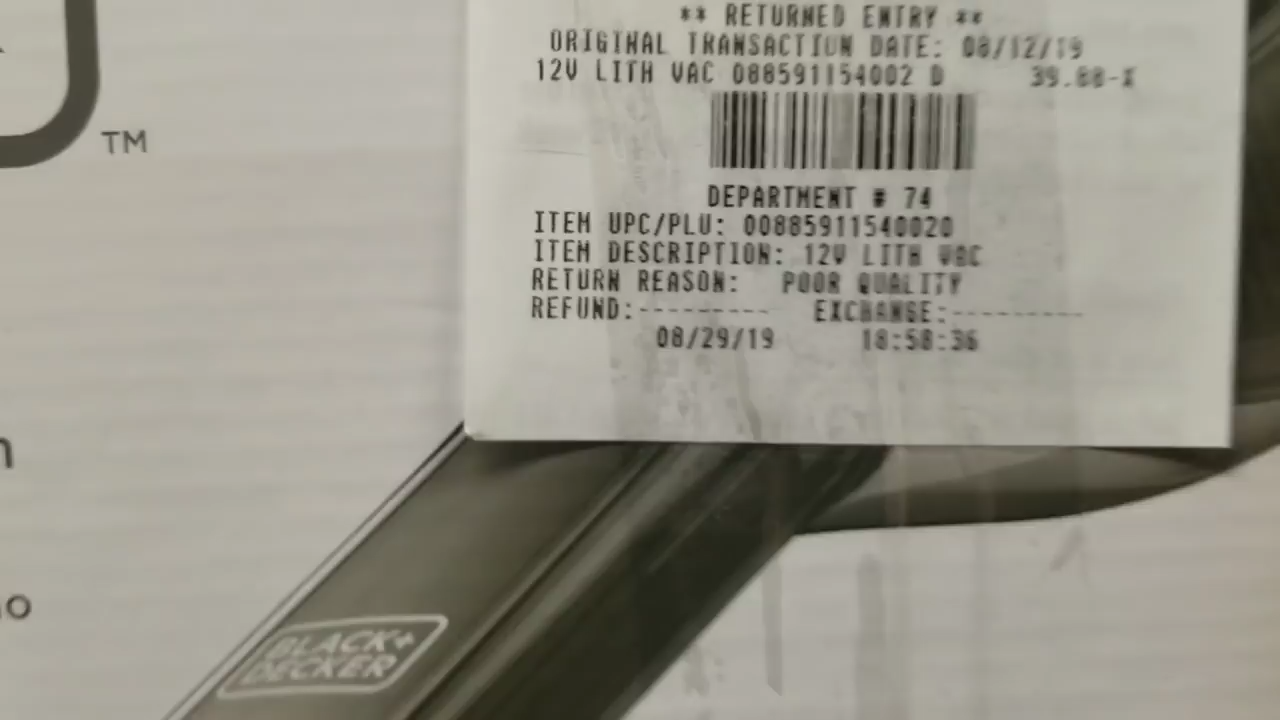 ** RETURNED ENTRY **
ORIGINAL TRANSACTION DATE: 08/12/19
12V LITH VAC 088591154002 D 39.88-X
DEPARTMENT # 74
ITEM UPC/PLU: 00885911540020
ITEM DESCRIPTION: 12V LITH VAC
RETURN REASON: POOR QUALITY
REFUND:--------- EXCHANGE:---------
08/29/19 18:58:36
TM
BLACK+
DECKER